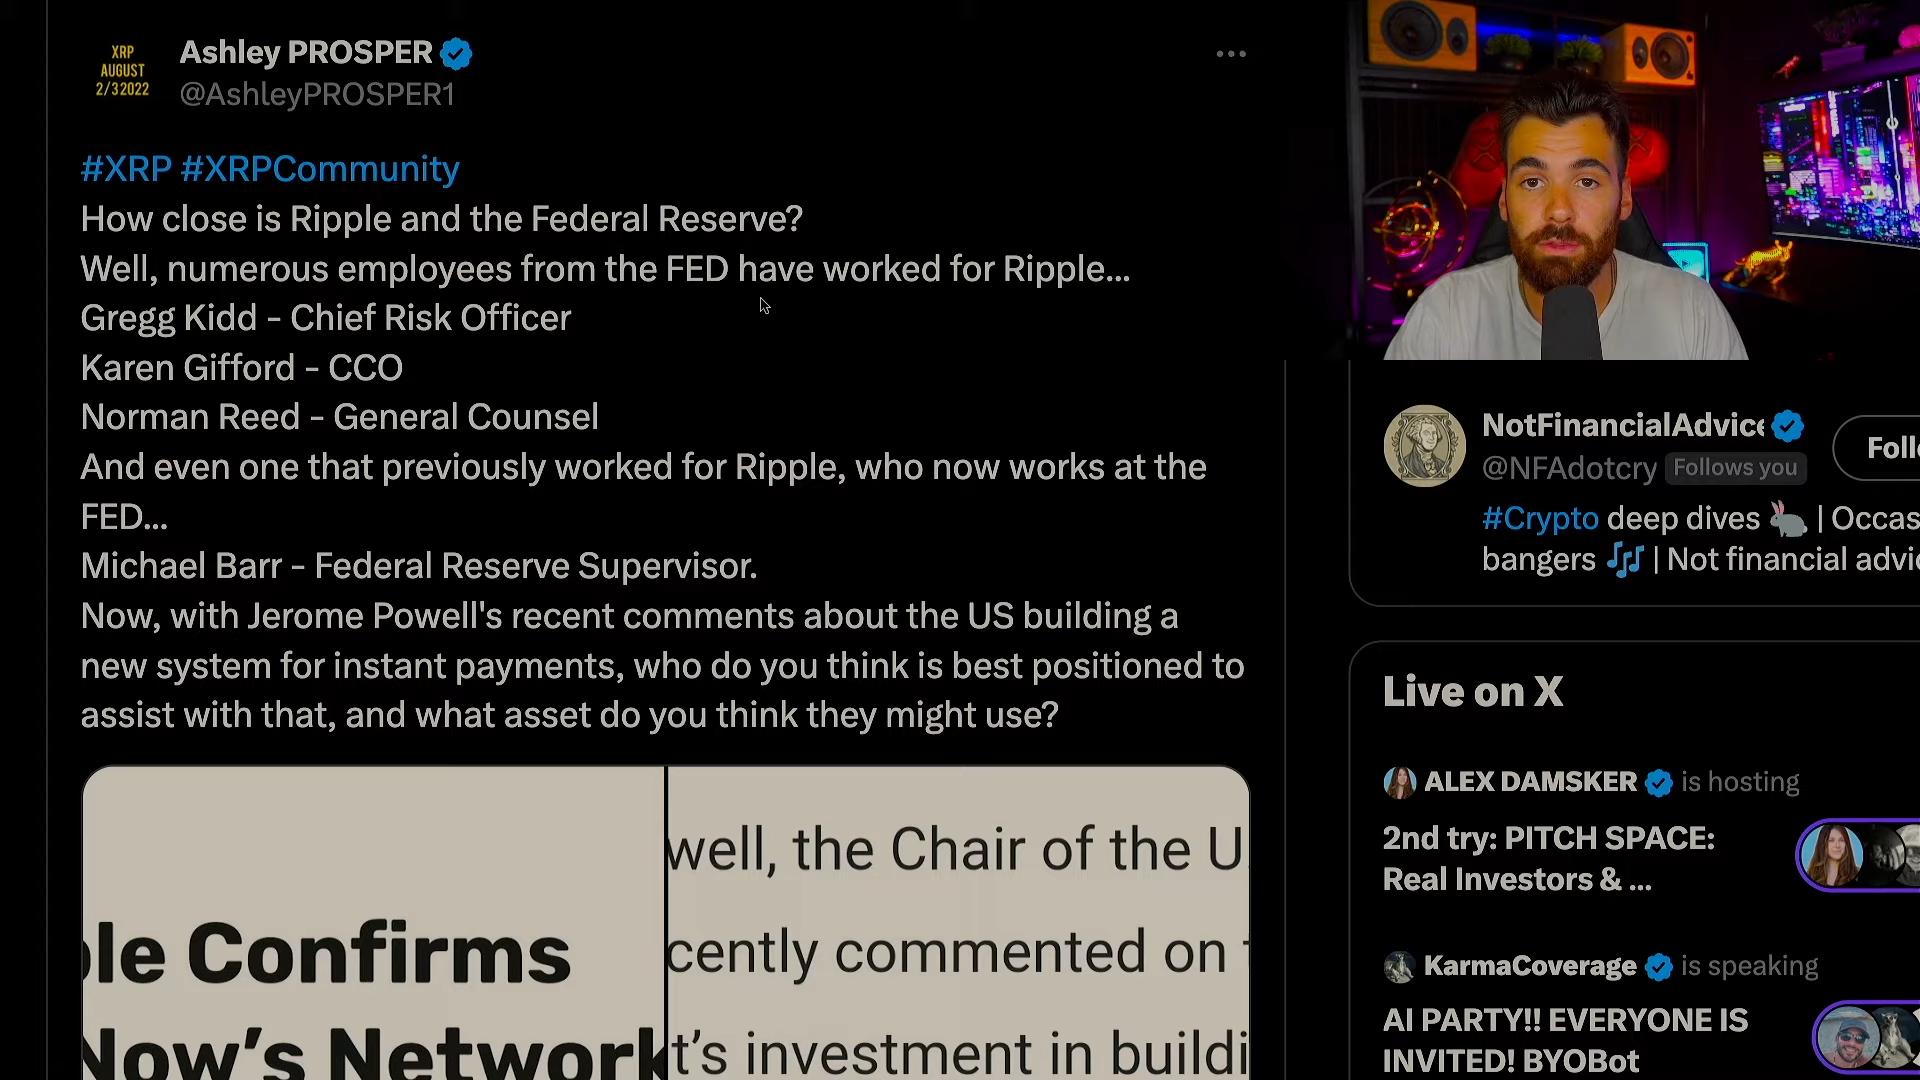 XRP
AUGUST
2/32022
Ashley PROSPER
@AshleyPROSPER1
#XRP #XRPCommunity
How close is Ripple and the Federal Reserve?
Well, numerous employees from the FED have worked for Ripple...
Gregg Kidd - Chief Risk Officer
Karen Gifford - CCO
Norman Reed - General Counsel
And even one that previously worked for Ripple, who now works at the
FED...
Michael Barr - Federal Reserve Supervisor.
Now, with Jerome Powell's recent comments about the US building a
new system for instant payments, who do you think is best positioned to
assist with that, and what asset do you think they might use?
le Confirms
Now's Network
well, the Chair of the U
cently commented on
t's investment in buildi
NotFinancialAdvice
@NFAdotcry Follows you
Foll
#Crypto deep dives 🐇 | Occas
bangers 🎶 | Not financial advi
Live on X
ALEX DAMSKER is hosting
2nd try: PITCH SPACE:
Real Investors & ...
KarmaCoverage is speaking
AI PARTY!! EVERYONE IS
INVITED! BYOBot